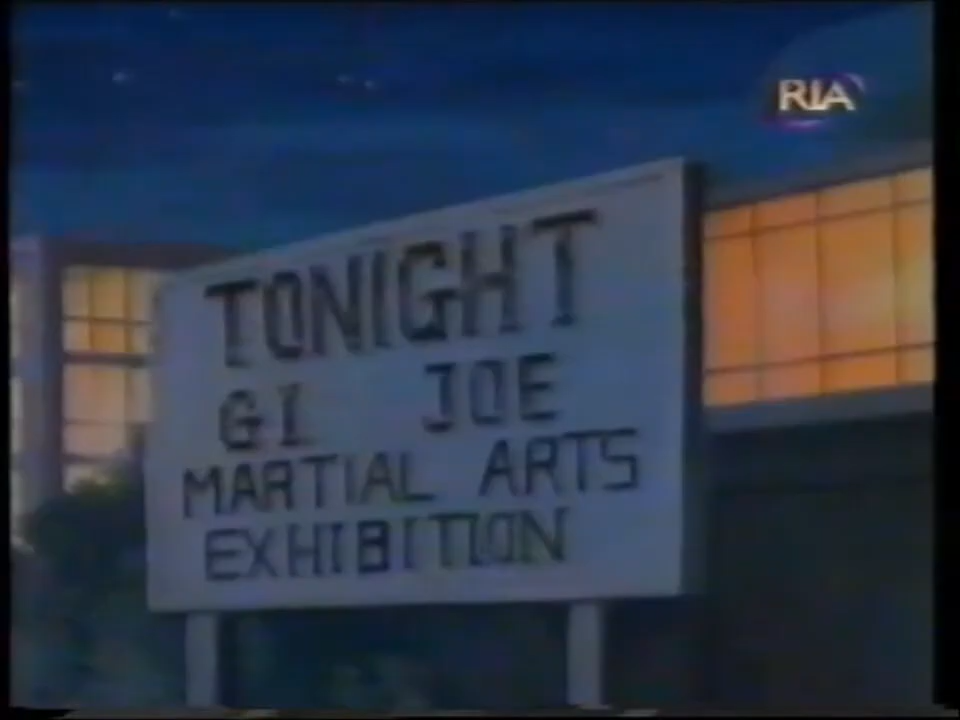 RIA
TONIGHT
GI JOE
MARTIAL ARTS
EXHIBITION